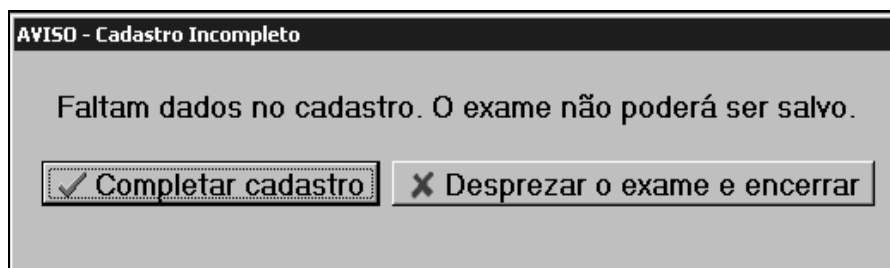 AVISO - Cadastro Incompleto
Faltam dados no cadastro. O exame não poderá ser salvo.
Completar cadastro
Desprezar o exame e encerrar